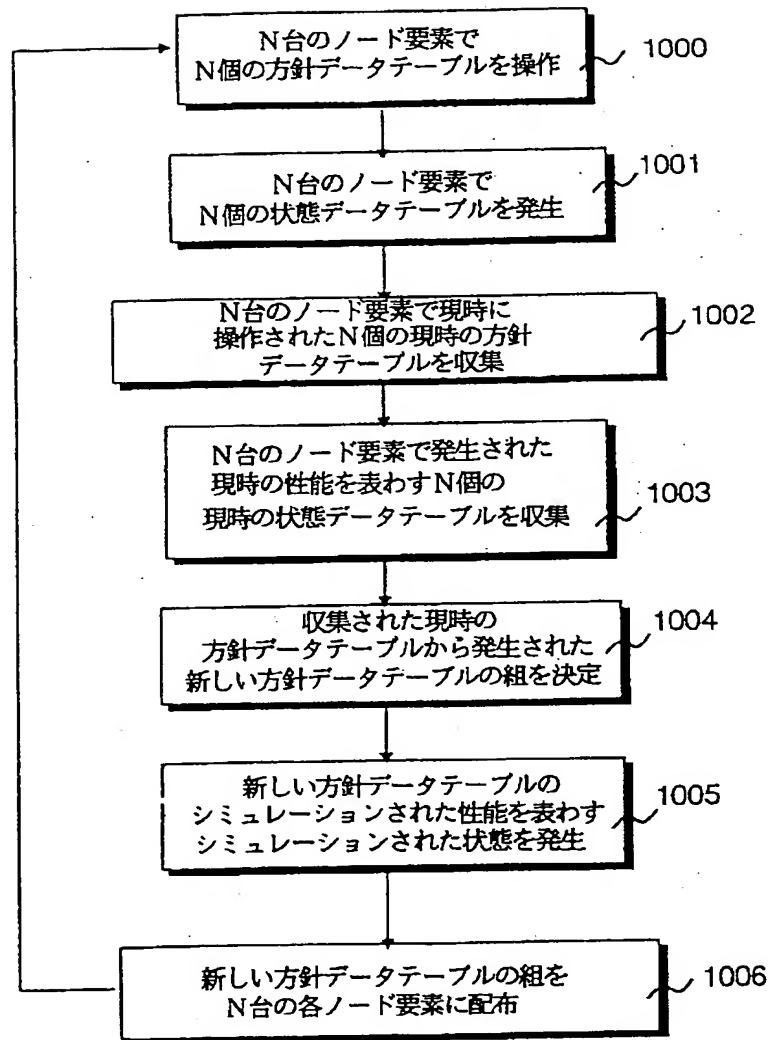 N台のノード要素で
N個の方針データテーブルを操作
1000
N台のノード要素で
N個の状態データテーブルを発生
1001
N台のノード要素で現時に
操作されたN個の現時の方針
データテーブルを収集
1002
N台のノード要素で発生された
現時の性能を表わすN個の
現時の状態データテーブルを収集
1003
収集された現時の
方針データテーブルから発生された
新しい方針データテーブルの組を決定
1004
新しい方針データテーブルの
シミュレーションされた性能を表わす
シミュレーションされた状態を発生
1005
新しい方針データテーブルの組を
N台の各ノード要素に配布
1006